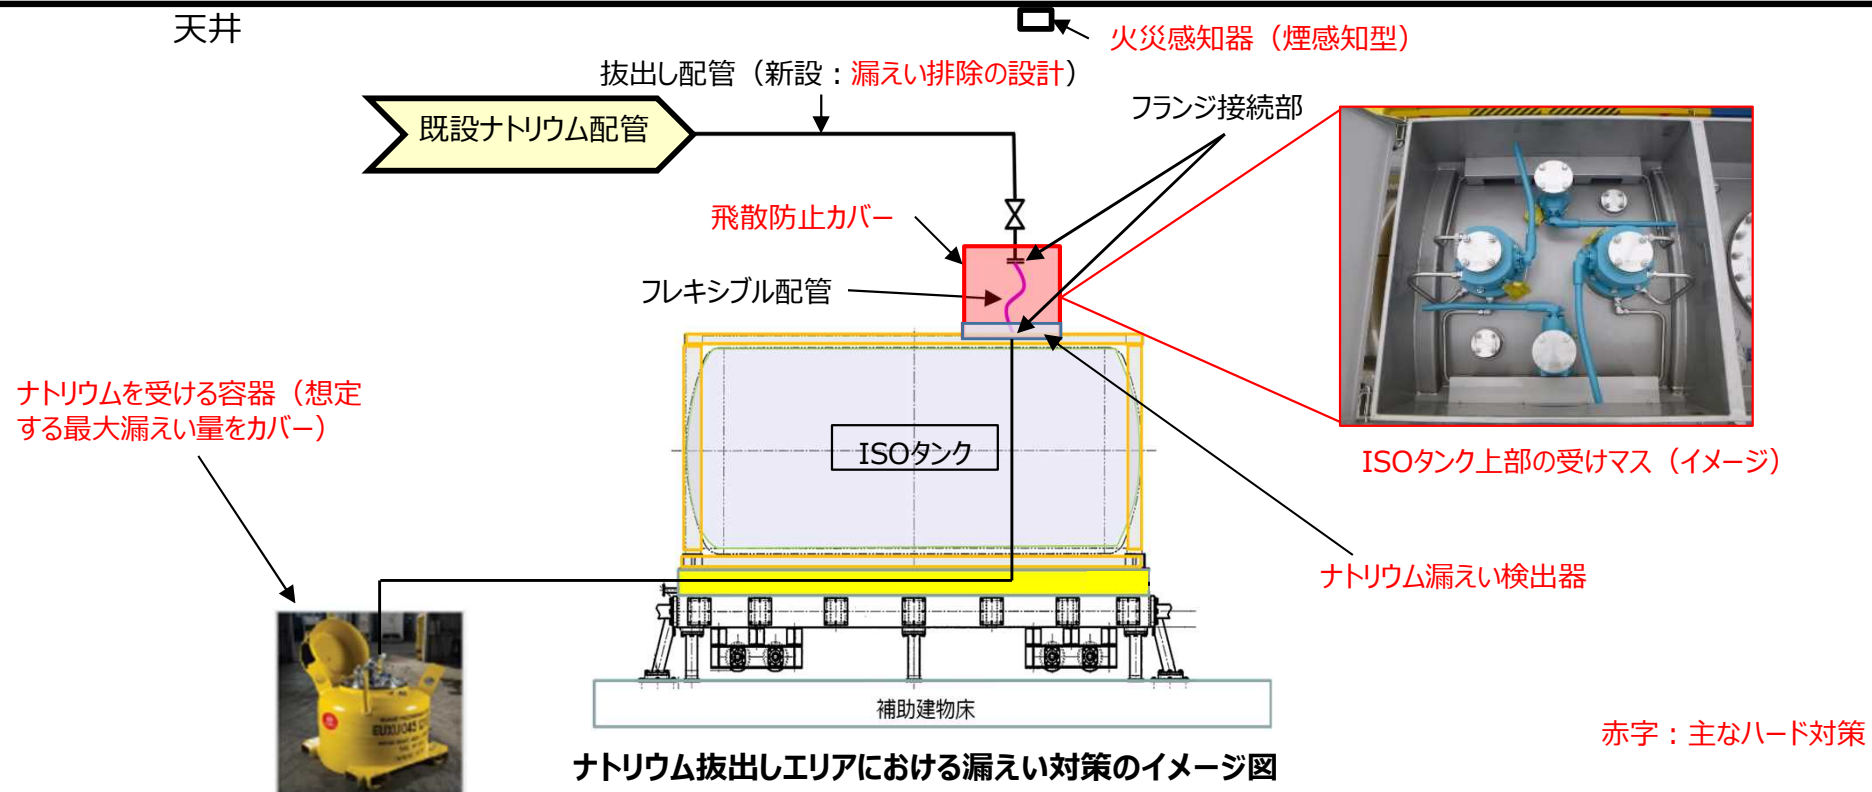 天井
火災感知器（煙感知型）
抜出し配管（新設：漏えい排除の設計）
フランジ接続部
既設ナトリウム配管
飛散防止カバー
フレキシブル配管
ナトリウムを受ける容器（想定
する最大漏えい量をカバー）
ISOタンク
ISOタンク上部の受けマス（イメージ）
ナトリウム漏えい検出器
補助建物床
赤字：主なハード対策
ナトリウム抜出しエリアにおける漏えい対策のイメージ図